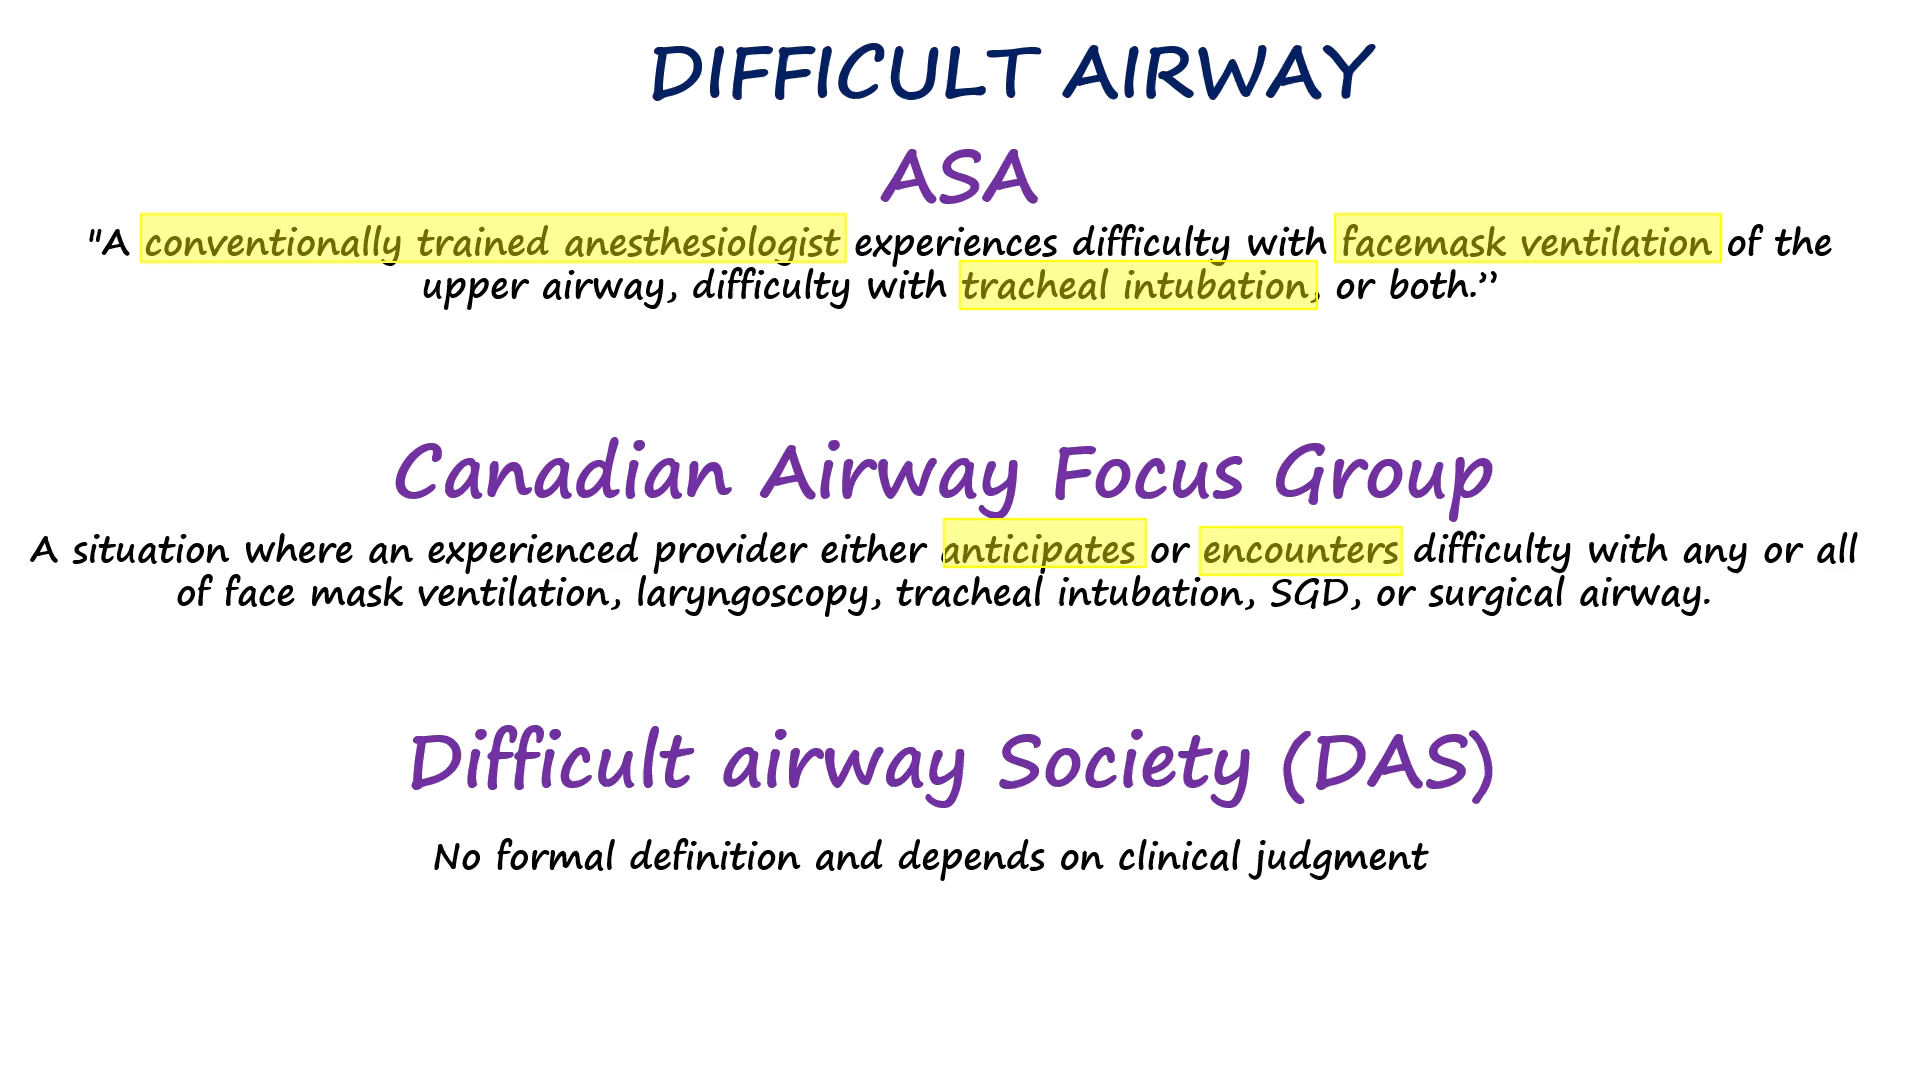 DIFFICULT AIRWAY
ASA
"A conventionally trained anesthesiologist experiences difficulty with facemask ventilation of the
upper airway, difficulty with tracheal intubation, or both.”
Canadian Airway Focus Group
A situation where an experienced provider either anticipates or encounters difficulty with any or all
of face mask ventilation, laryngoscopy, tracheal intubation, SGD, or surgical airway.
Difficult airway Society (DAS)
No formal definition and depends on clinical judgment